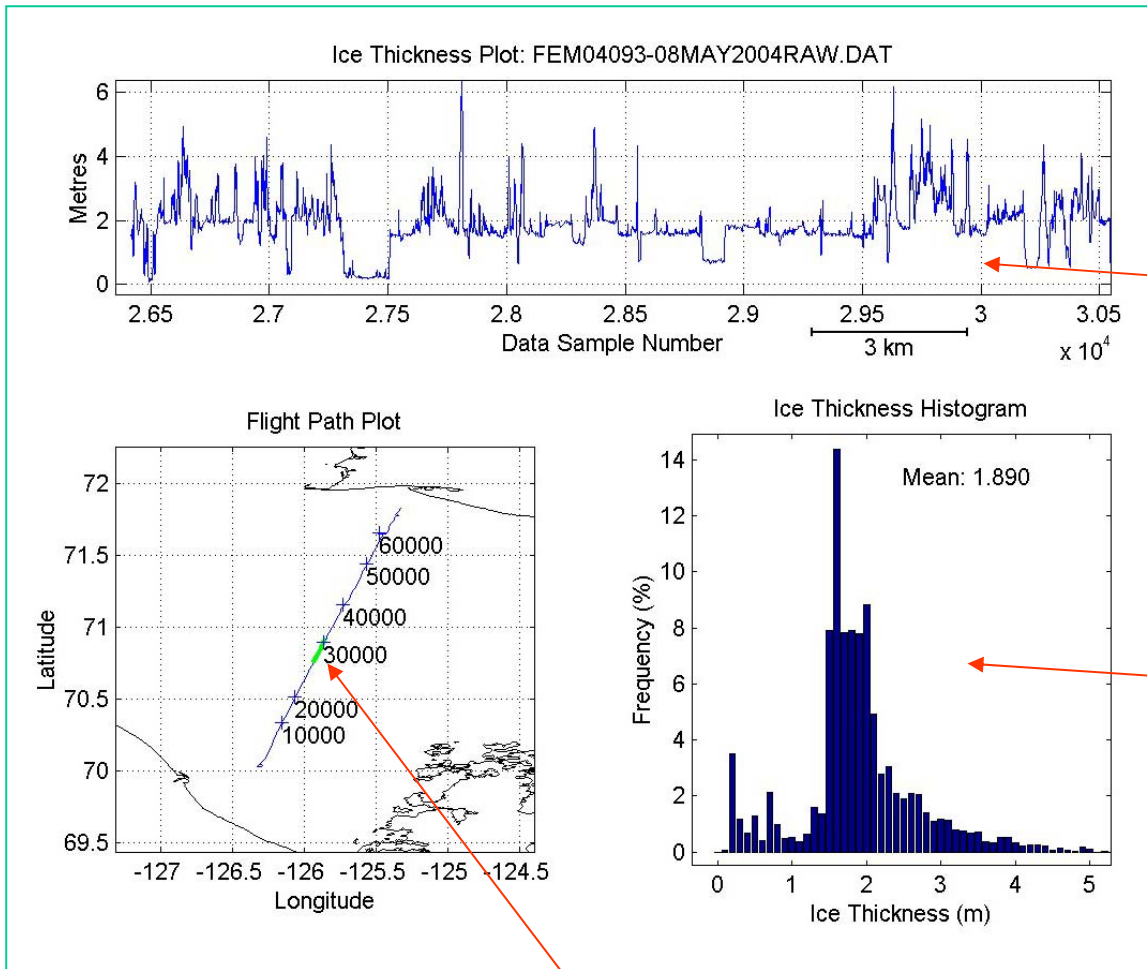 Ice Thickness Plot: FEM04093-08MAY2004RAW.DAT
Metres
6
4
2
0
2.65 2.7 2.75 2.8 2.85 2.9 2.95 3 3.05
Data Sample Number
3 km
x 10⁴
Flight Path Plot
Latitude
72
71.5
71
70.5
70
69.5
60000
50000
40000
30000
20000
10000
-127 -126.5 -126 -125.5 -125 -124.5
Longitude
Ice Thickness Histogram
Mean: 1.890
Frequency (%)
14
12
10
8
6
4
2
0
0 1 2 3 4 5
Ice Thickness (m)